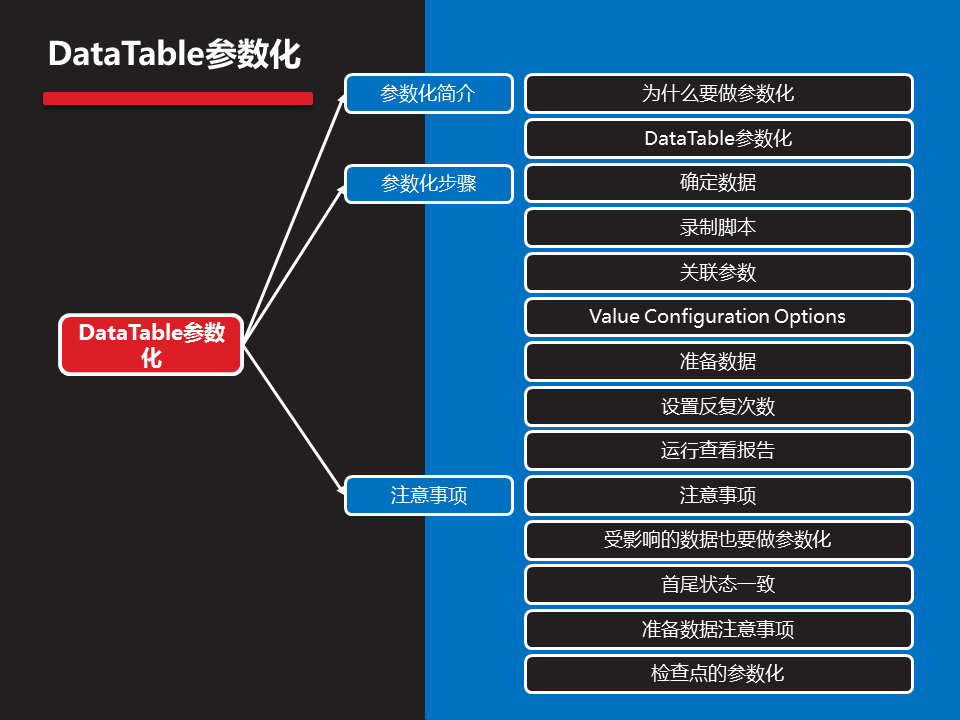 DataTable参数化
参数化简介
为什么要做参数化
DataTable参数化
参数化步骤
确定数据
录制脚本
关联参数
Value Configuration Options
DataTable参数
化
准备数据
设置反复次数
运行查看报告
注意事项
注意事项
受影响的数据也要做参数化
首尾状态一致
准备数据注意事项
检查点的参数化